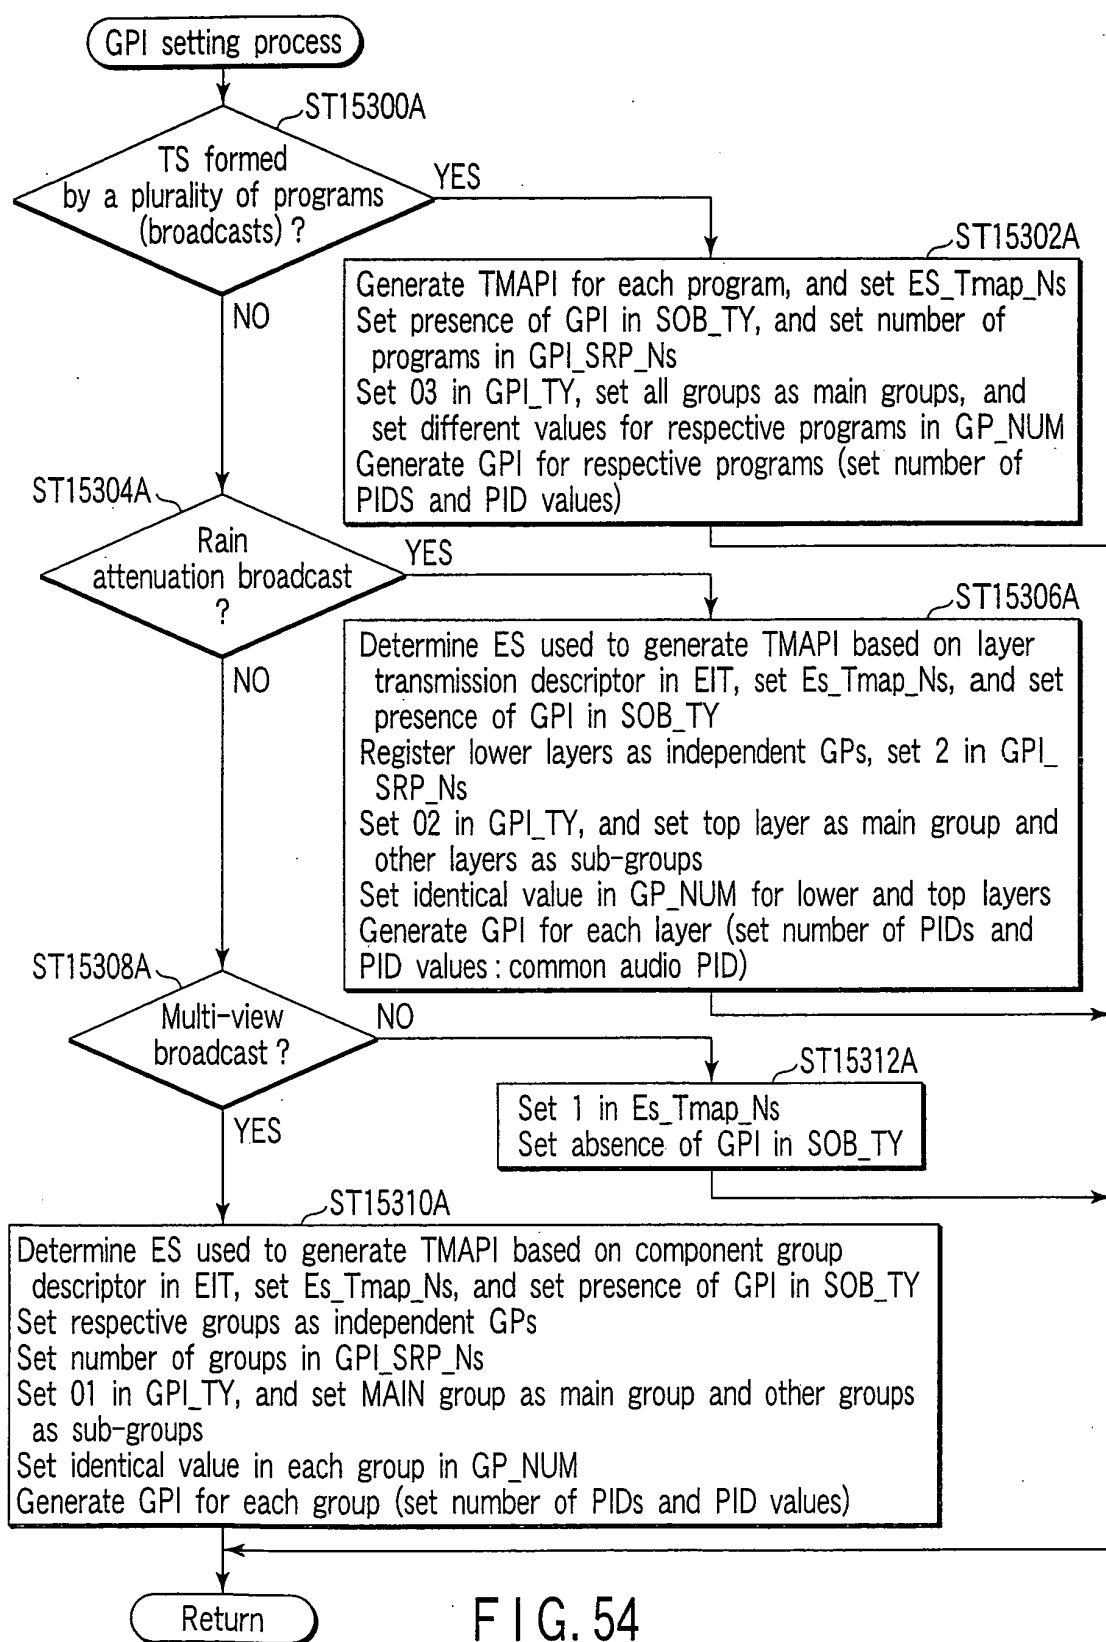 GPI setting process
ST15300A
TS formed
by a plurality of programs
(broadcasts) ?
YES
NO
ST15302A
Generate TMAPI for each program, and set ES_Tmap_Ns
Set presence of GPI in SOB_TY, and set number of
programs in GPI_SRP_Ns
Set 03 in GPI_TY, set all groups as main groups, and
set different values for respective programs in GP_NUM
Generate GPI for respective programs (set number of
PIDS and PID values)
ST15304A
Rain
attenuation broadcast
?
YES
NO
ST15306A
Determine ES used to generate TMAPI based on layer
transmission descriptor in EIT, set Es_Tmap_Ns, and set
presence of GPI in SOB_TY
Register lower layers as independent GPs, set 2 in GPI_
SRP_Ns
Set 02 in GPI_TY, and set top layer as main group and
other layers as sub-groups
Set identical value in GP_NUM for lower and top layers
Generate GPI for each layer (set number of PIDs and
PID values : common audio PID)
ST15308A
Multi-view
broadcast ?
NO
YES
ST15312A
Set 1 in Es_Tmap_Ns
Set absence of GPI in SOB_TY
ST15310A
Determine ES used to generate TMAPI based on component group
descriptor in EIT, set Es_Tmap_Ns, and set presence of GPI in SOB_TY
Set respective groups as independent GPs
Set number of groups in GPI_SRP_Ns
Set 01 in GPI_TY, and set MAIN group as main group and other groups
as sub-groups
Set identical value in each group in GP_NUM
Generate GPI for each group (set number of PIDs and PID values)
Return
FIG. 54